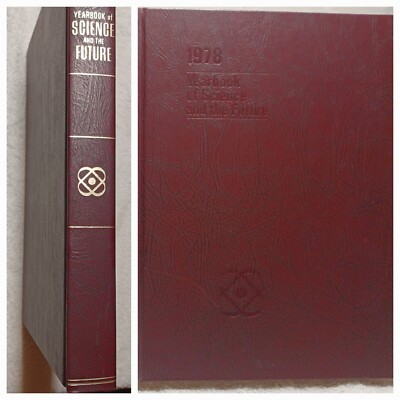 YEARBOOK of
SCIENCE
AND THE
FUTURE
1978
Yearbook
of Science
and the Future